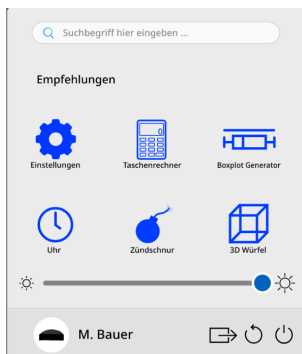 Suchbegriff hier eingeben ...
Empfehlungen
Einstellungen
Taschenrechner
Boxplot Generator
Uhr
Zündschnur
3D Würfel
M. Bauer